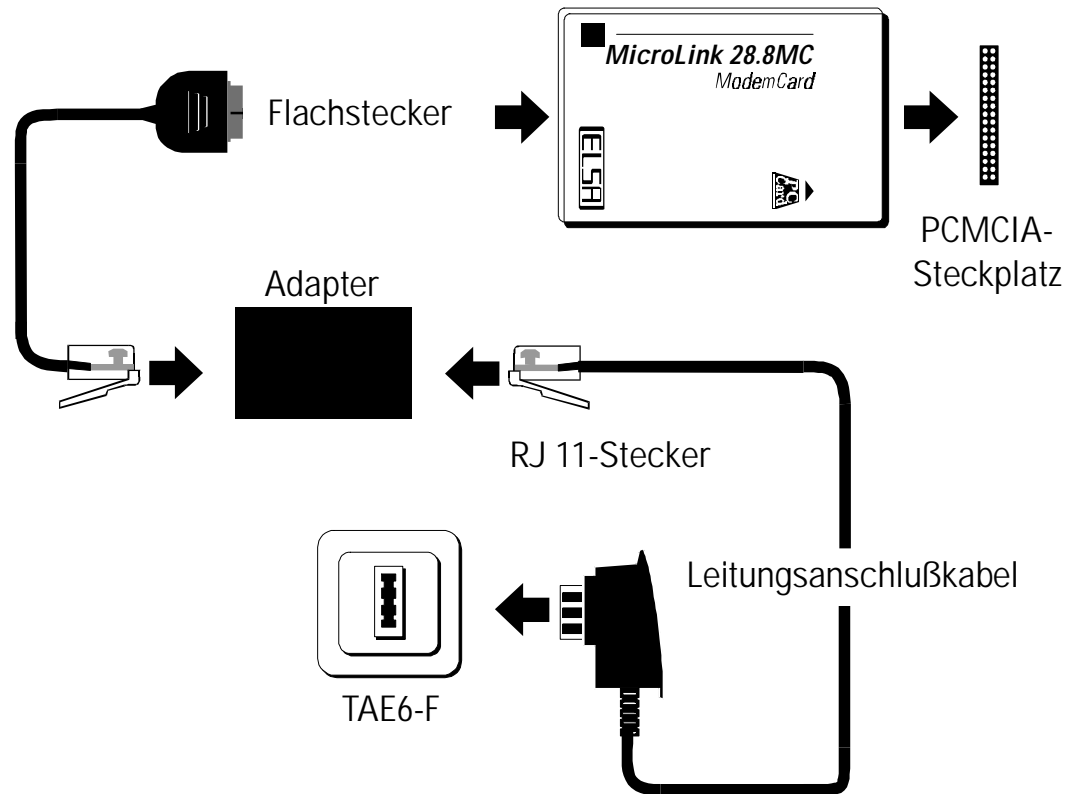 MicroLink 28.8MC
ModemCard
Flachstecker
ELSA
PC
Card
PCMCIA-
Steckplatz
Adapter
RJ 11-Stecker
Leitungsanschlußkabel
TAE6-F